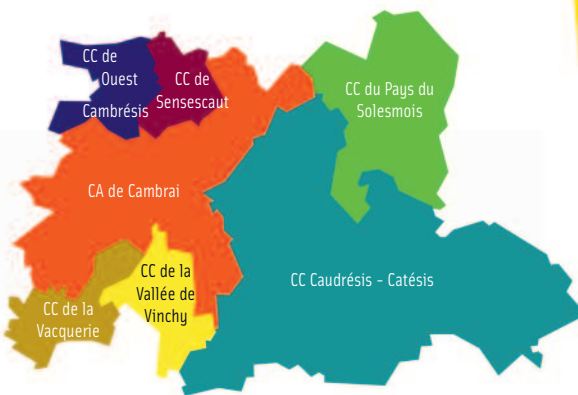 CC de
Ouest
Cambrésis
CC de
Sensescaut
CC du Pays du
Solesmois
CA de Cambrai
CC de la
Vallée de
Vinchy
CC Caudrésis - Catésis
CC de la
Vacquerie